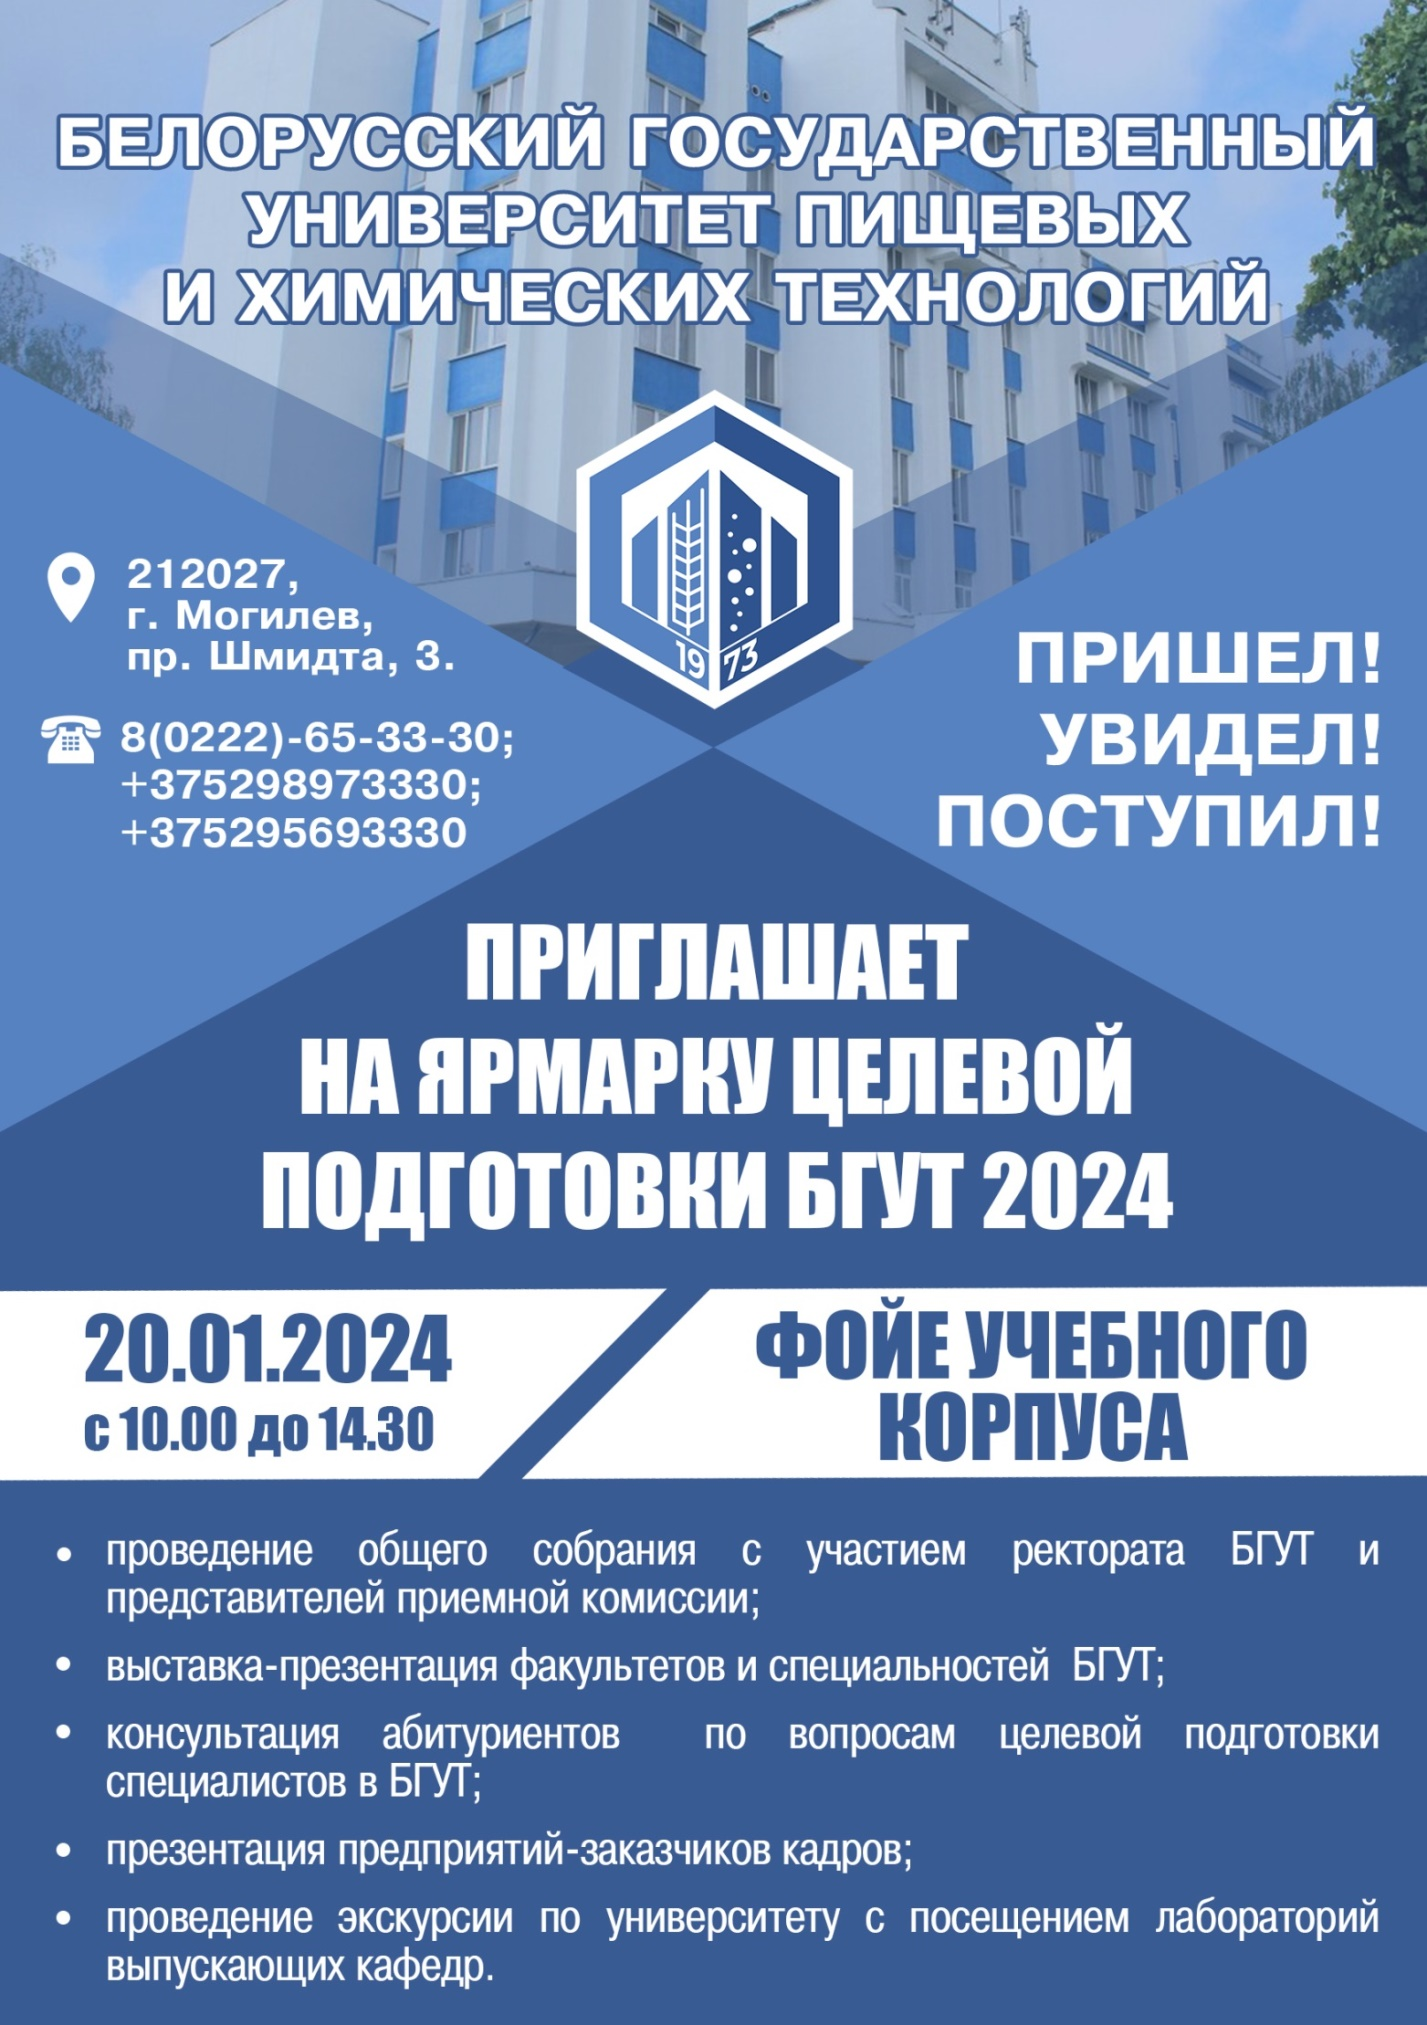 БЕЛОРУССКИЙ ГОСУДАРСТВЕННЫЙ
УНИВЕРСИТЕТ ПИЩЕВЫХ
И ХИМИЧЕСКИХ ТЕХНОЛОГИЙ
1973
212027,
г. Могилев,
пр. Шмидта, 3.
8(0222)-65-33-30;
+375298973330;
+375295693330
ПРИШЕЛ!
УВИДЕЛ!
ПОСТУПИЛ!
ПРИГЛАШАЕТ
НА ЯРМАРКУ ЦЕЛЕВОЙ
ПОДГОТОВКИ БГУТ 2024
20.01.2024
с 10.00 до 14.30
ФОЙЕ УЧЕБНОГО
КОРПУСА
• проведение общего собрания с участием ректората БГУТ и
представителей приемной комиссии;
• выставка-презентация факультетов и специальностей БГУТ;
• консультация абитуриентов по вопросам целевой подготовки
специалистов в БГУТ;
• презентация предприятий-заказчиков кадров;
• проведение экскурсии по университету с посещением лабораторий
выпускающих кафедр.